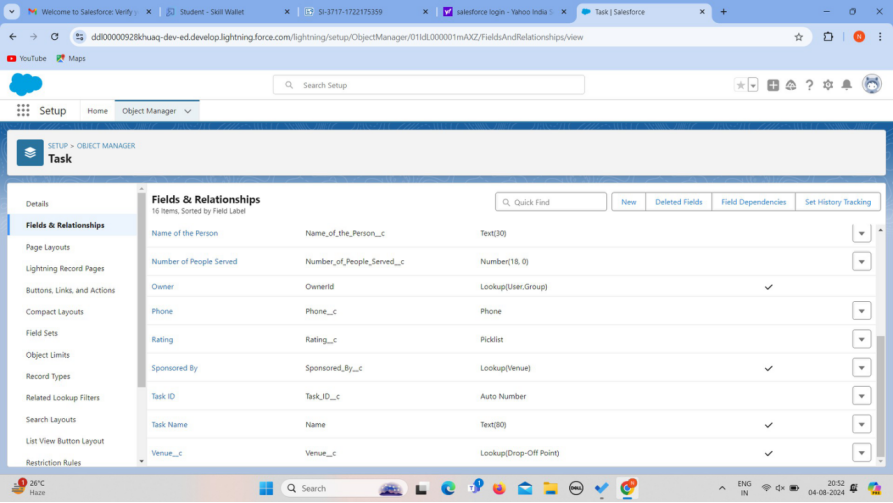 Welcome to Salesforce: Verify y
Student - Skill Wallet
SI-3717-1722175359
salesforce login - Yahoo India S
Task | Salesforce
ddl00000928khuaq-dev-ed.develop.lightning.force.com/lightning/setup/ObjectManager/01IdL000001mAXZ/FieldsAndRelationships/view
N
YouTube
Maps
Search Setup
Setup
Home
Object Manager
SETUP > OBJECT MANAGER
Task
Details
Fields & Relationships
Page Layouts
Lightning Record Pages
Buttons, Links, and Actions
Compact Layouts
Field Sets
Object Limits
Record Types
Related Lookup Filters
Search Layouts
List View Button Layout
Restriction Rules
Fields & Relationships
16 Items, Sorted by Field Label
Quick Find
New
Deleted Fields
Field Dependencies
Set History Tracking
Name of the Person Name_of_the_Person__c Text(30)
Number of People Served Number_of_People_Served__c Number(18, 0)
Owner OwnerId Lookup(User,Group)
Phone Phone__c Phone
Rating Rating__c Picklist
Sponsored By Sponsored_By__c Lookup(Venue)
Task ID Task_ID__c Auto Number
Task Name Name Text(80)
Venue__c Venue__c Lookup(Drop-Off Point)
1
26°C
Haze
Search
1
DELL
ENG
IN
20:52
04-08-2024